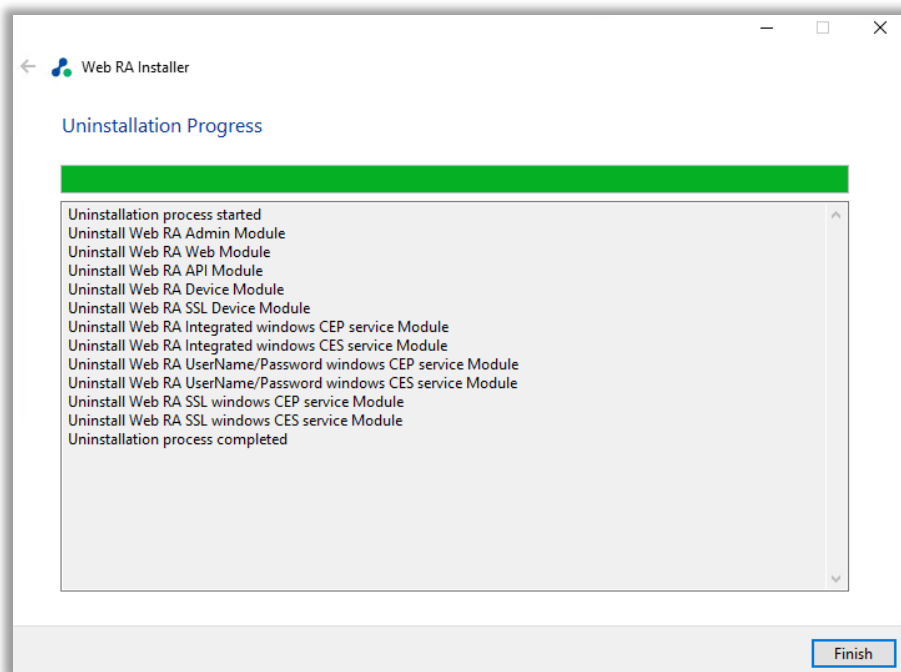 Web RA Installer
Uninstallation Progress
Uninstallation process started
Uninstall Web RA Admin Module
Uninstall Web RA Web Module
Uninstall Web RA API Module
Uninstall Web RA Device Module
Uninstall Web RA SSL Device Module
Uninstall Web RA Integrated windows CEP service Module
Uninstall Web RA Integrated windows CES service Module
Uninstall Web RA UserName/Password windows CEP service Module
Uninstall Web RA UserName/Password windows CES service Module
Uninstall Web RA SSL windows CEP service Module
Uninstall Web RA SSL windows CES service Module
Uninstallation process completed
Finish